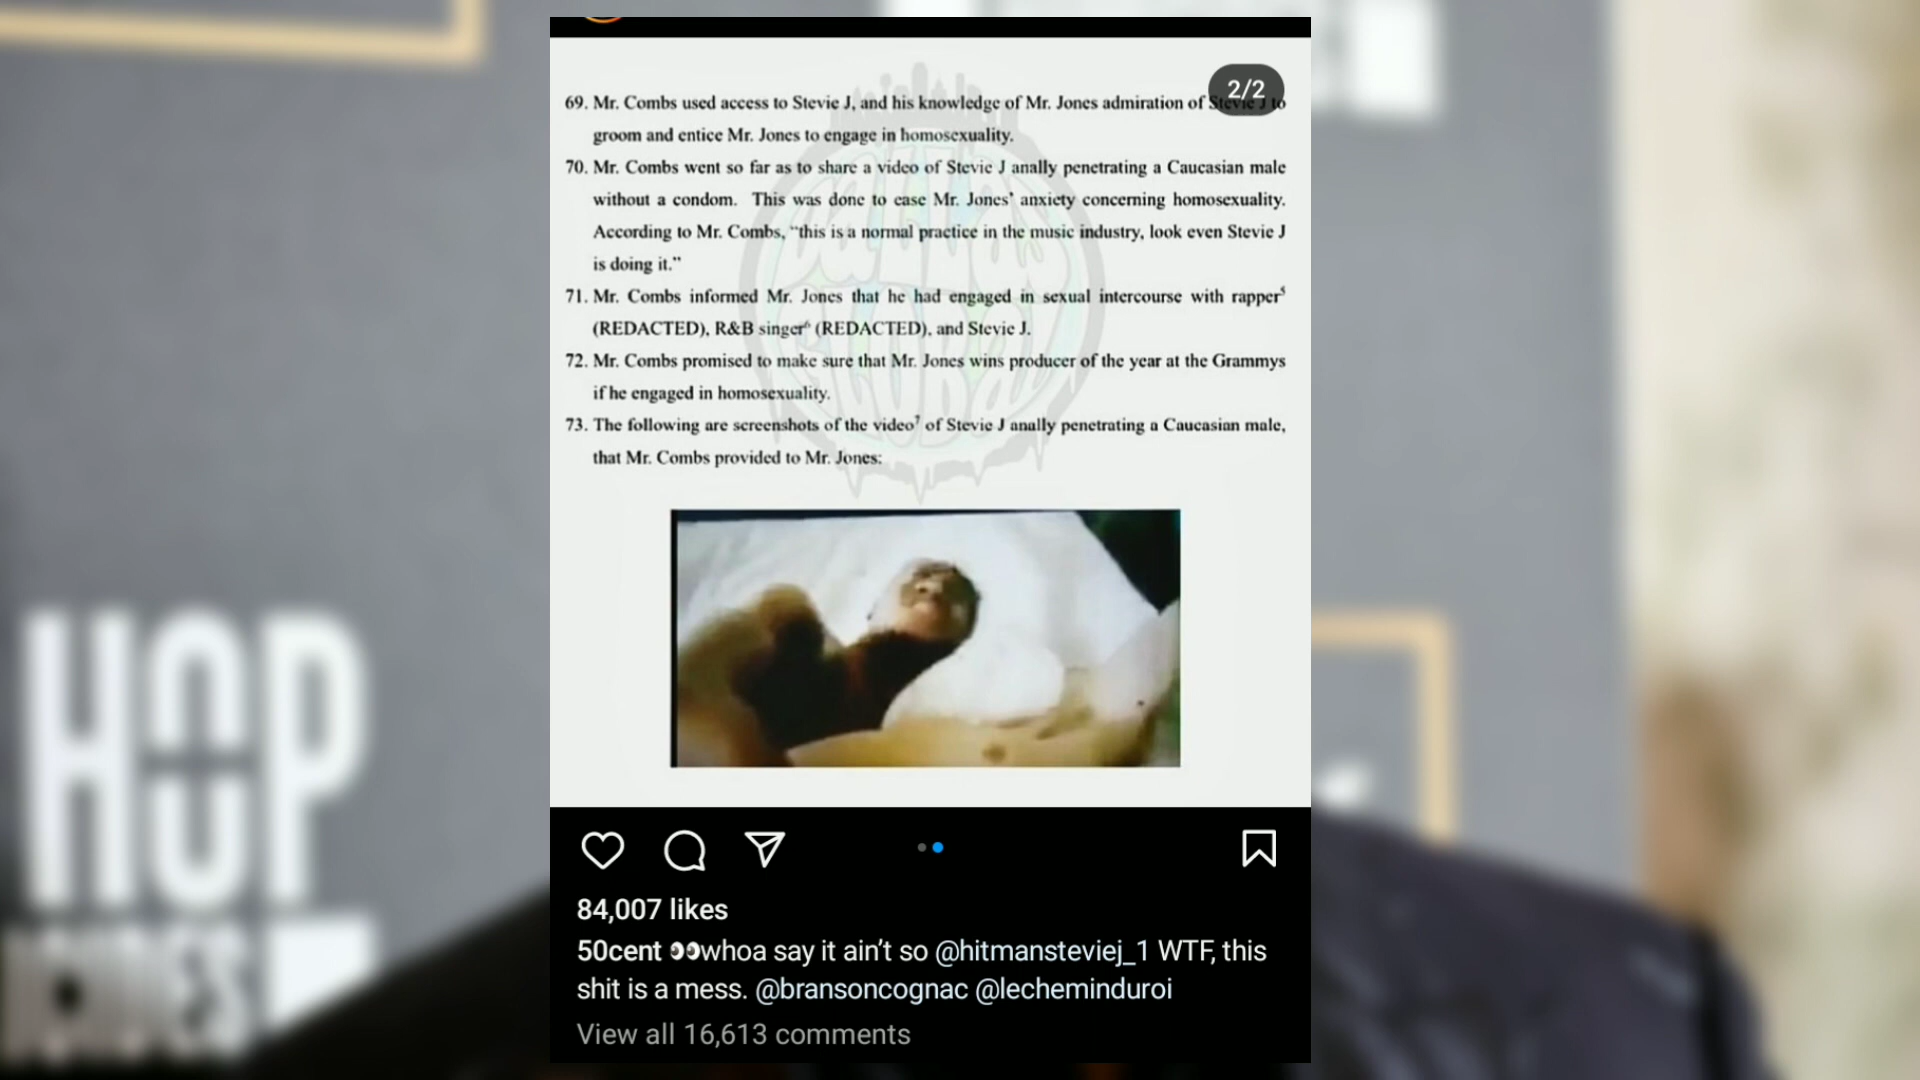 2/2
69. Mr. Combs used access to Stevie J, and his knowledge of Mr. Jones admiration of Stevie J to
groom and entice Mr. Jones to engage in homosexuality.
70. Mr. Combs went so far as to share a video of Stevie J anally penetrating a Caucasian male
without a condom. This was done to ease Mr. Jones' anxiety concerning homosexuality.
According to Mr. Combs, "this is a normal practice in the music industry, look even Stevie J
is doing it."
71. Mr. Combs informed Mr. Jones that he had engaged in sexual intercourse with rapper⁵
(REDACTED), R&B singer⁶ (REDACTED), and Stevie J.
72. Mr. Combs promised to make sure that Mr. Jones wins producer of the year at the Grammys
if he engaged in homosexuality.
73. The following are screenshots of the video⁷ of Stevie J anally penetrating a Caucasian male,
that Mr. Combs provided to Mr. Jones:
84,007 likes
50cent 👀whoa say it ain't so @hitmansteviej_1 WTF, this
shit is a mess. @bransoncognac @lecheminduroi
View all 16,613 comments
HOP